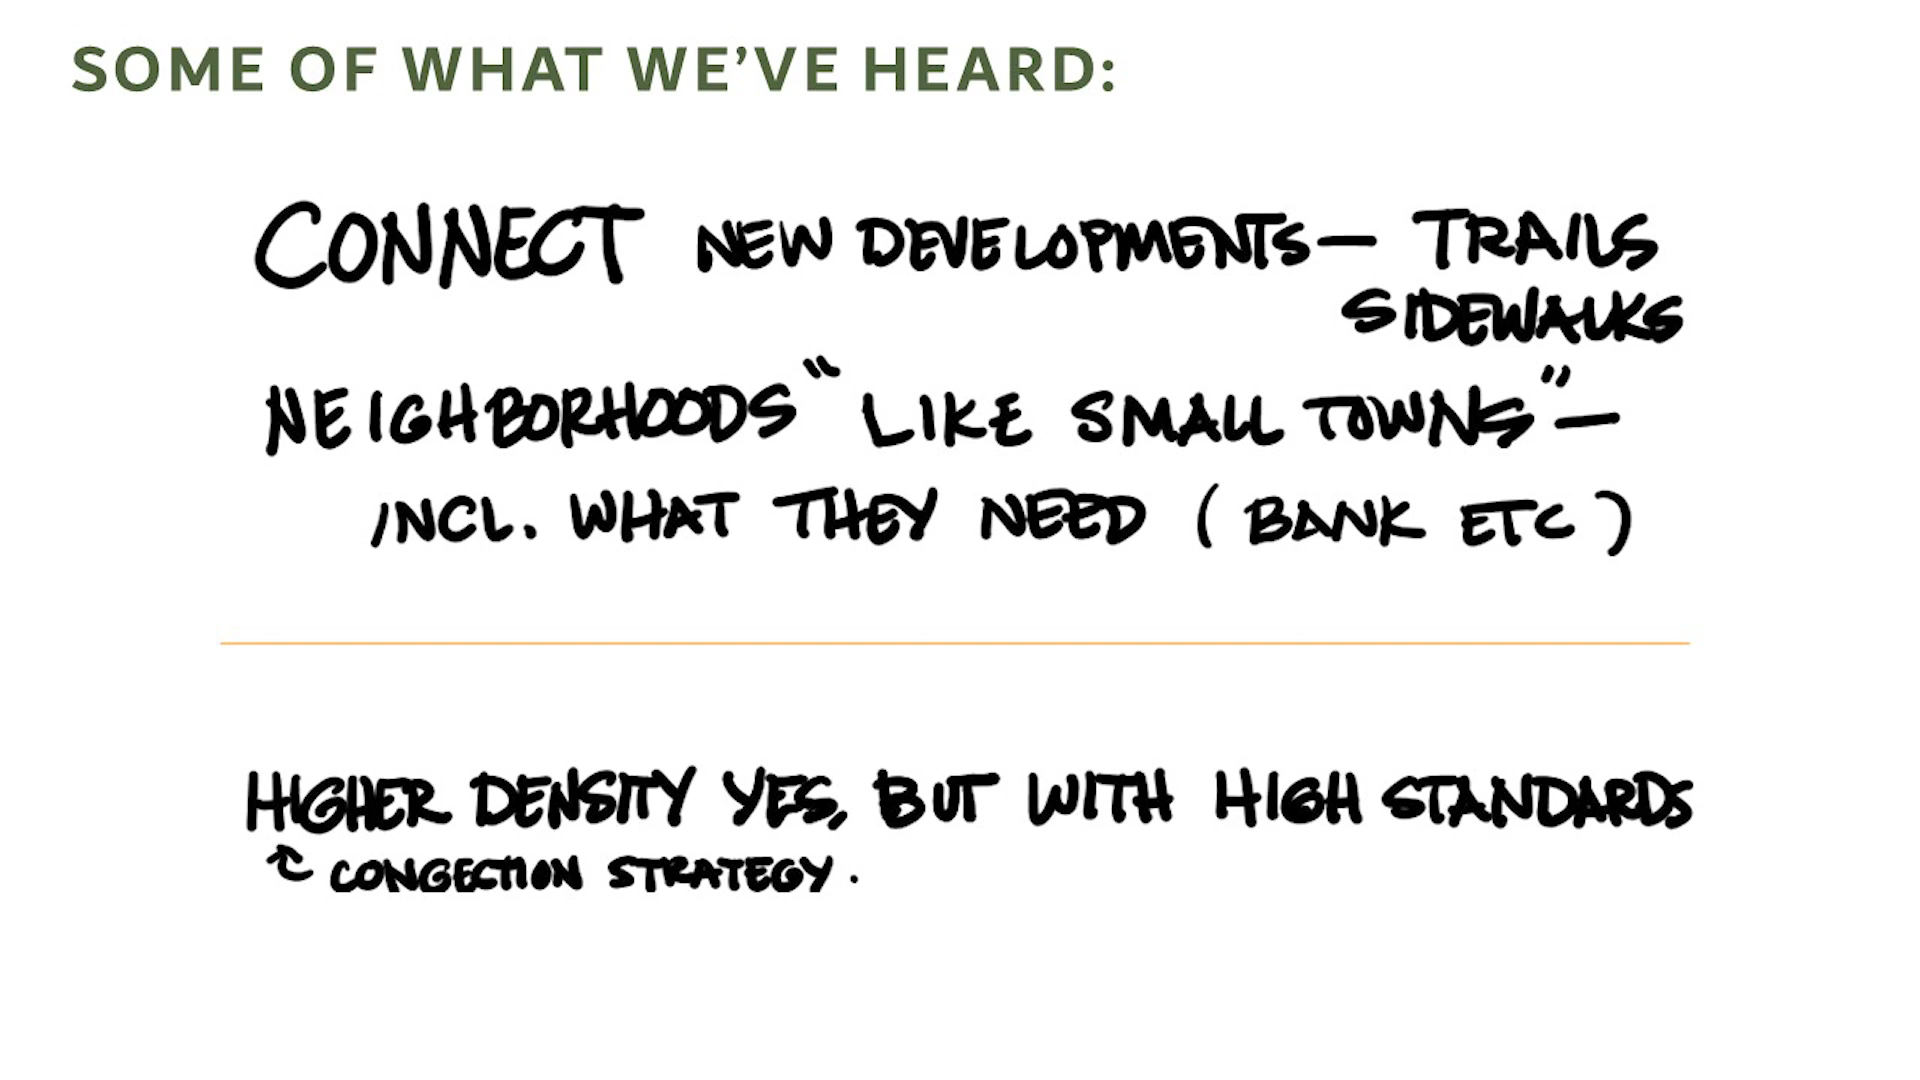 SOME OF WHAT WE'VE HEARD:
CONNECT NEW DEVELOPMENTS — TRAILS
SIDEWALKS
NEIGHBORHOODS "LIKE SMALL TOWNS" —
INCL. WHAT THEY NEED (BANK ETC)
HIGHER DENSITY YES, BUT WITH HIGH STANDARDS
CONGECTION STRATEGY.